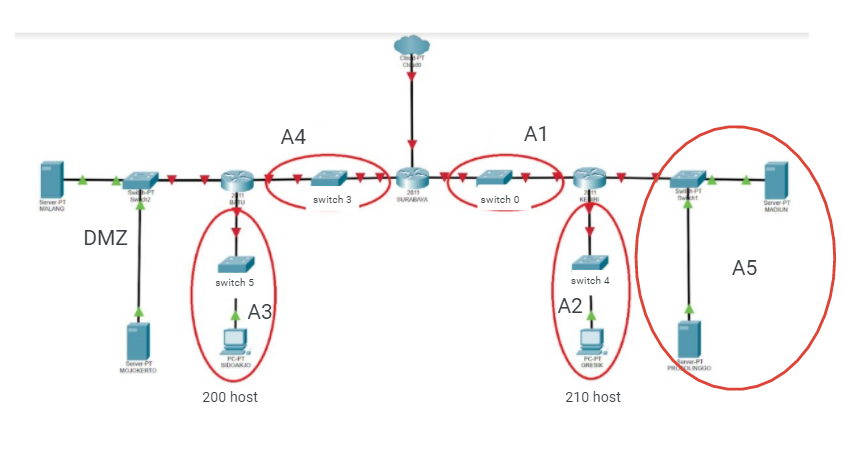 Cloud-PT
Cloud0
A4
A1
Server-PT
MALANG
Switch-PT
Switch2
2811
BATU
switch 3
2811
SURABAYA
switch 0
2811
KEDIRI
Switch-PT
Switch1
Server-PT
MADIUN
DMZ
A5
switch 5
switch 4
A3
A2
Server-PT
MOJOKERTO
PC-PT
SIDOARJO
PC-PT
GRESIK
Server-PT
PROBOLINGGO
200 host
210 host